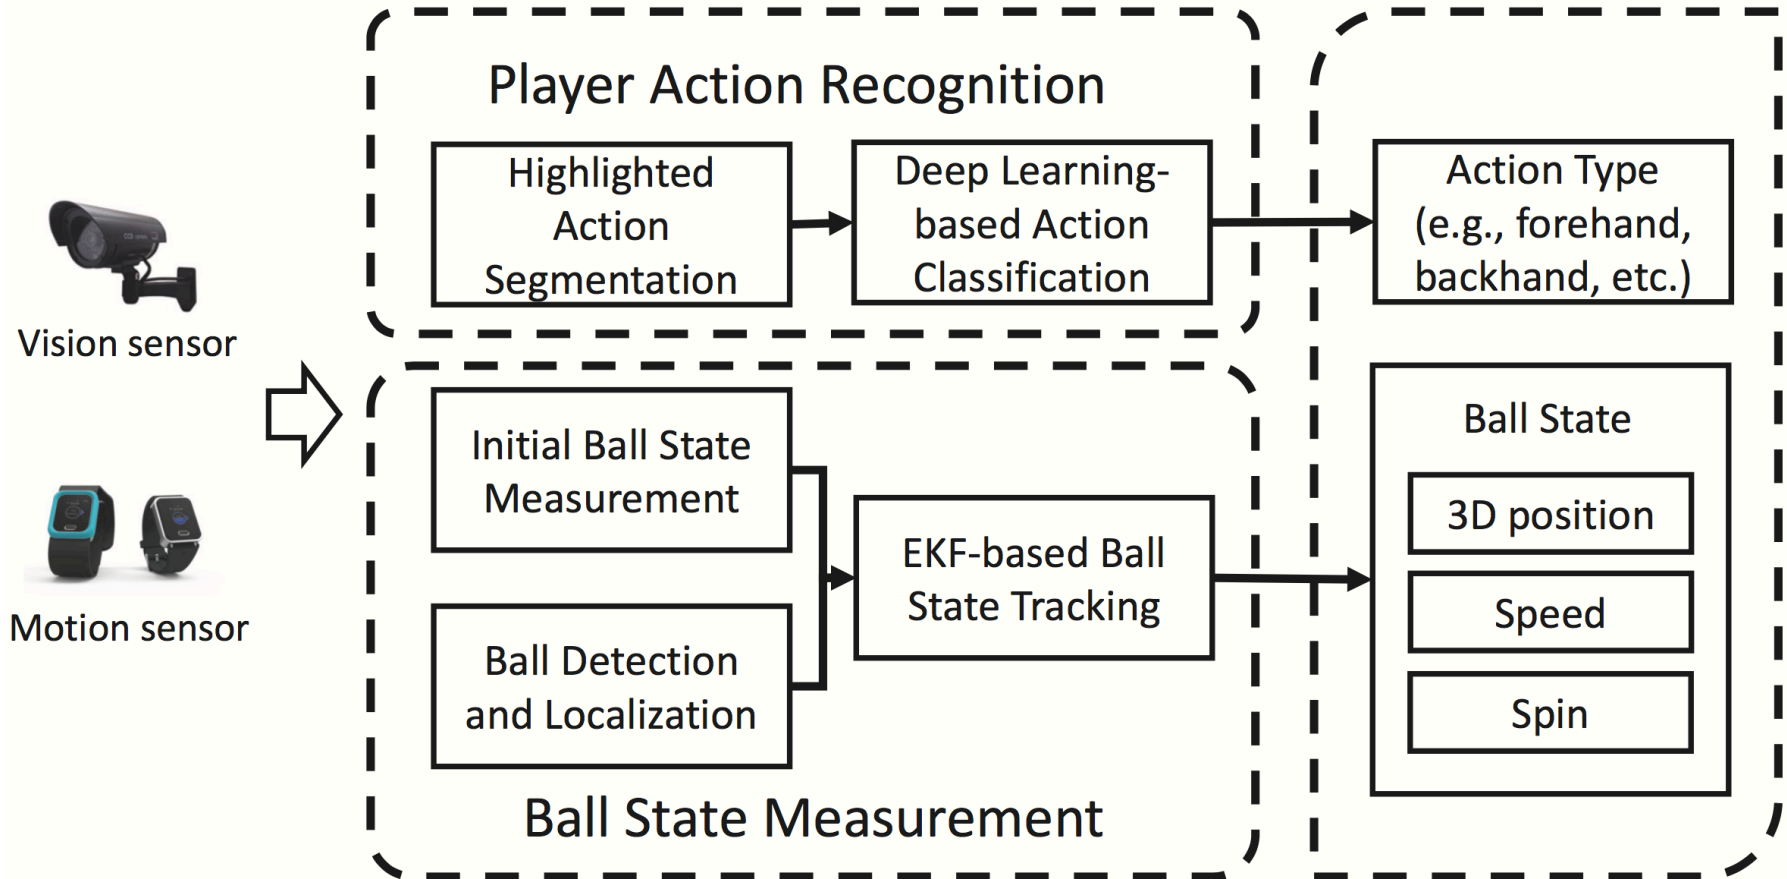 Player Action Recognition
Highlighted
Action
Segmentation
Deep Learning-
based Action
Classification
Action Type
(e.g., forehand,
backhand, etc.)
Vision sensor
Motion sensor
Initial Ball State
Measurement
Ball Detection
and Localization
EKF-based Ball
State Tracking
Ball State Measurement
Ball State
3D position
Speed
Spin